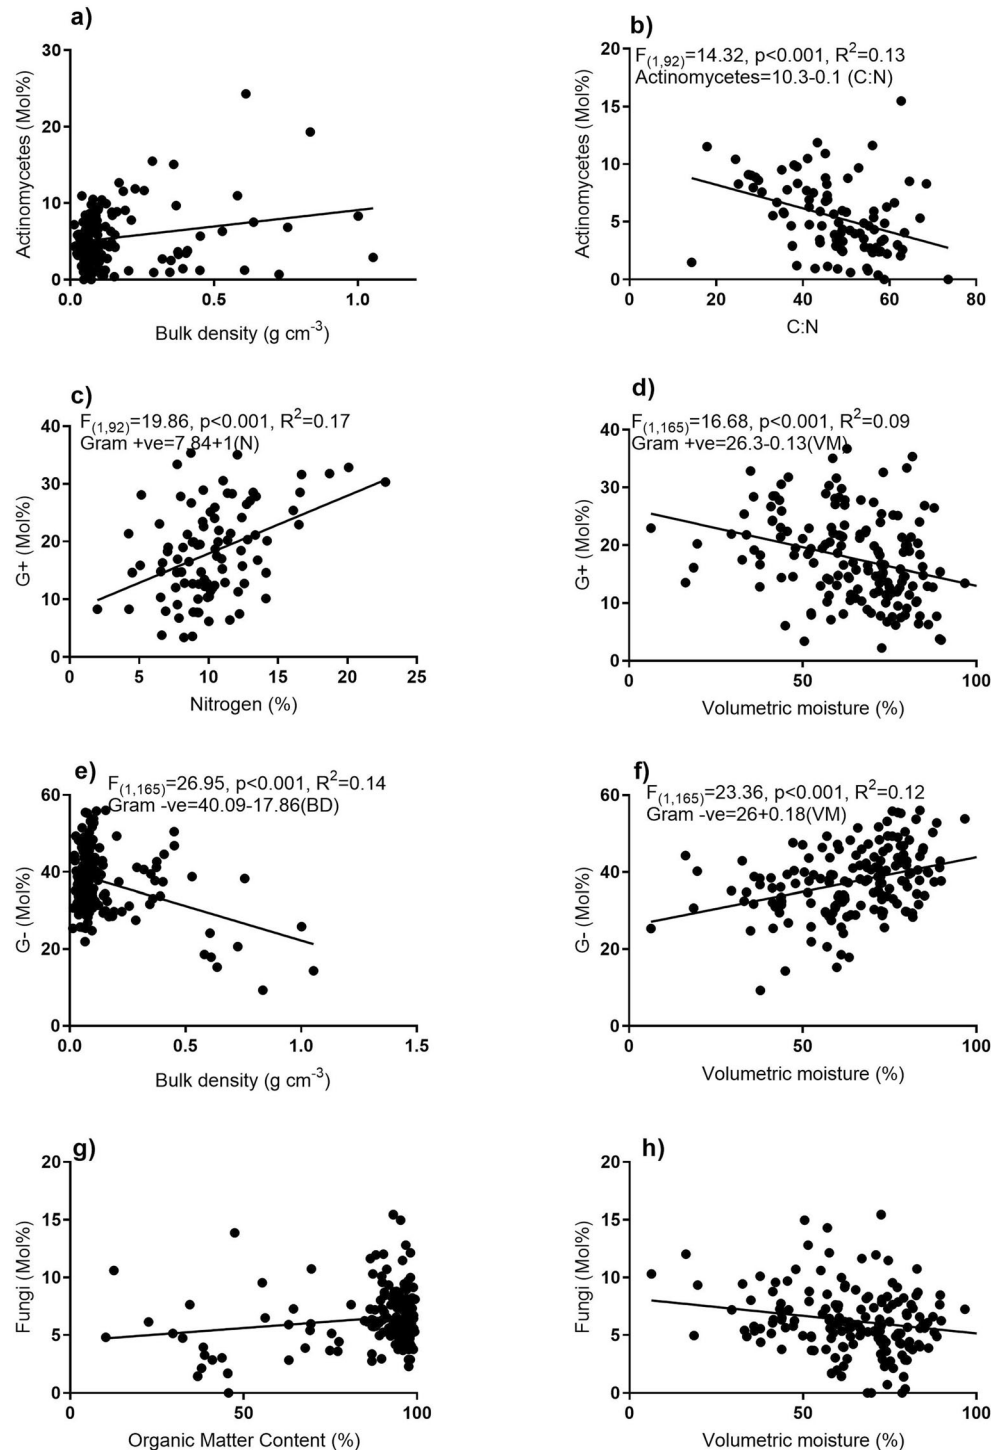 a)
30
20
10
0
0.0 0.5 1.0
Actinomycetes (Mol%)
Bulk density (g cm⁻³)
b)
F(1,92)=14.32, p<0.001, R²=0.13
Actinomycetes=10.3-0.1 (C:N)
20
15
10
5
0
0 20 40 60 80
Actinomycetes (Mol%)
C:N
c)
F(1,92)=19.86, p<0.001, R²=0.17
Gram +ve=7.84+1(N)
40
30
20
10
0
0 5 10 15 20 25
G+ (Mol%)
Nitrogen (%)
d)
F(1,165)=16.68, p<0.001, R²=0.09
Gram +ve=26.3-0.13(VM)
40
30
20
10
0
0 50 100
G+ (Mol%)
Volumetric moisture (%)
e)
F(1,165)=26.95, p<0.001, R²=0.14
Gram -ve=40.09-17.86(BD)
60
40
20
0
0.0 0.5 1.0 1.5
G- (Mol%)
Bulk density (g cm⁻³)
f)
F(1,165)=23.36, p<0.001, R²=0.12
Gram -ve=26+0.18(VM)
60
40
20
0
0 50 100
G- (Mol%)
Volumetric moisture (%)
g)
20
15
10
5
0
0 50 100
Fungi (Mol%)
Organic Matter Content (%)
h)
20
15
10
5
0
0 50 100
Fungi (Mol%)
Volumetric moisture (%)